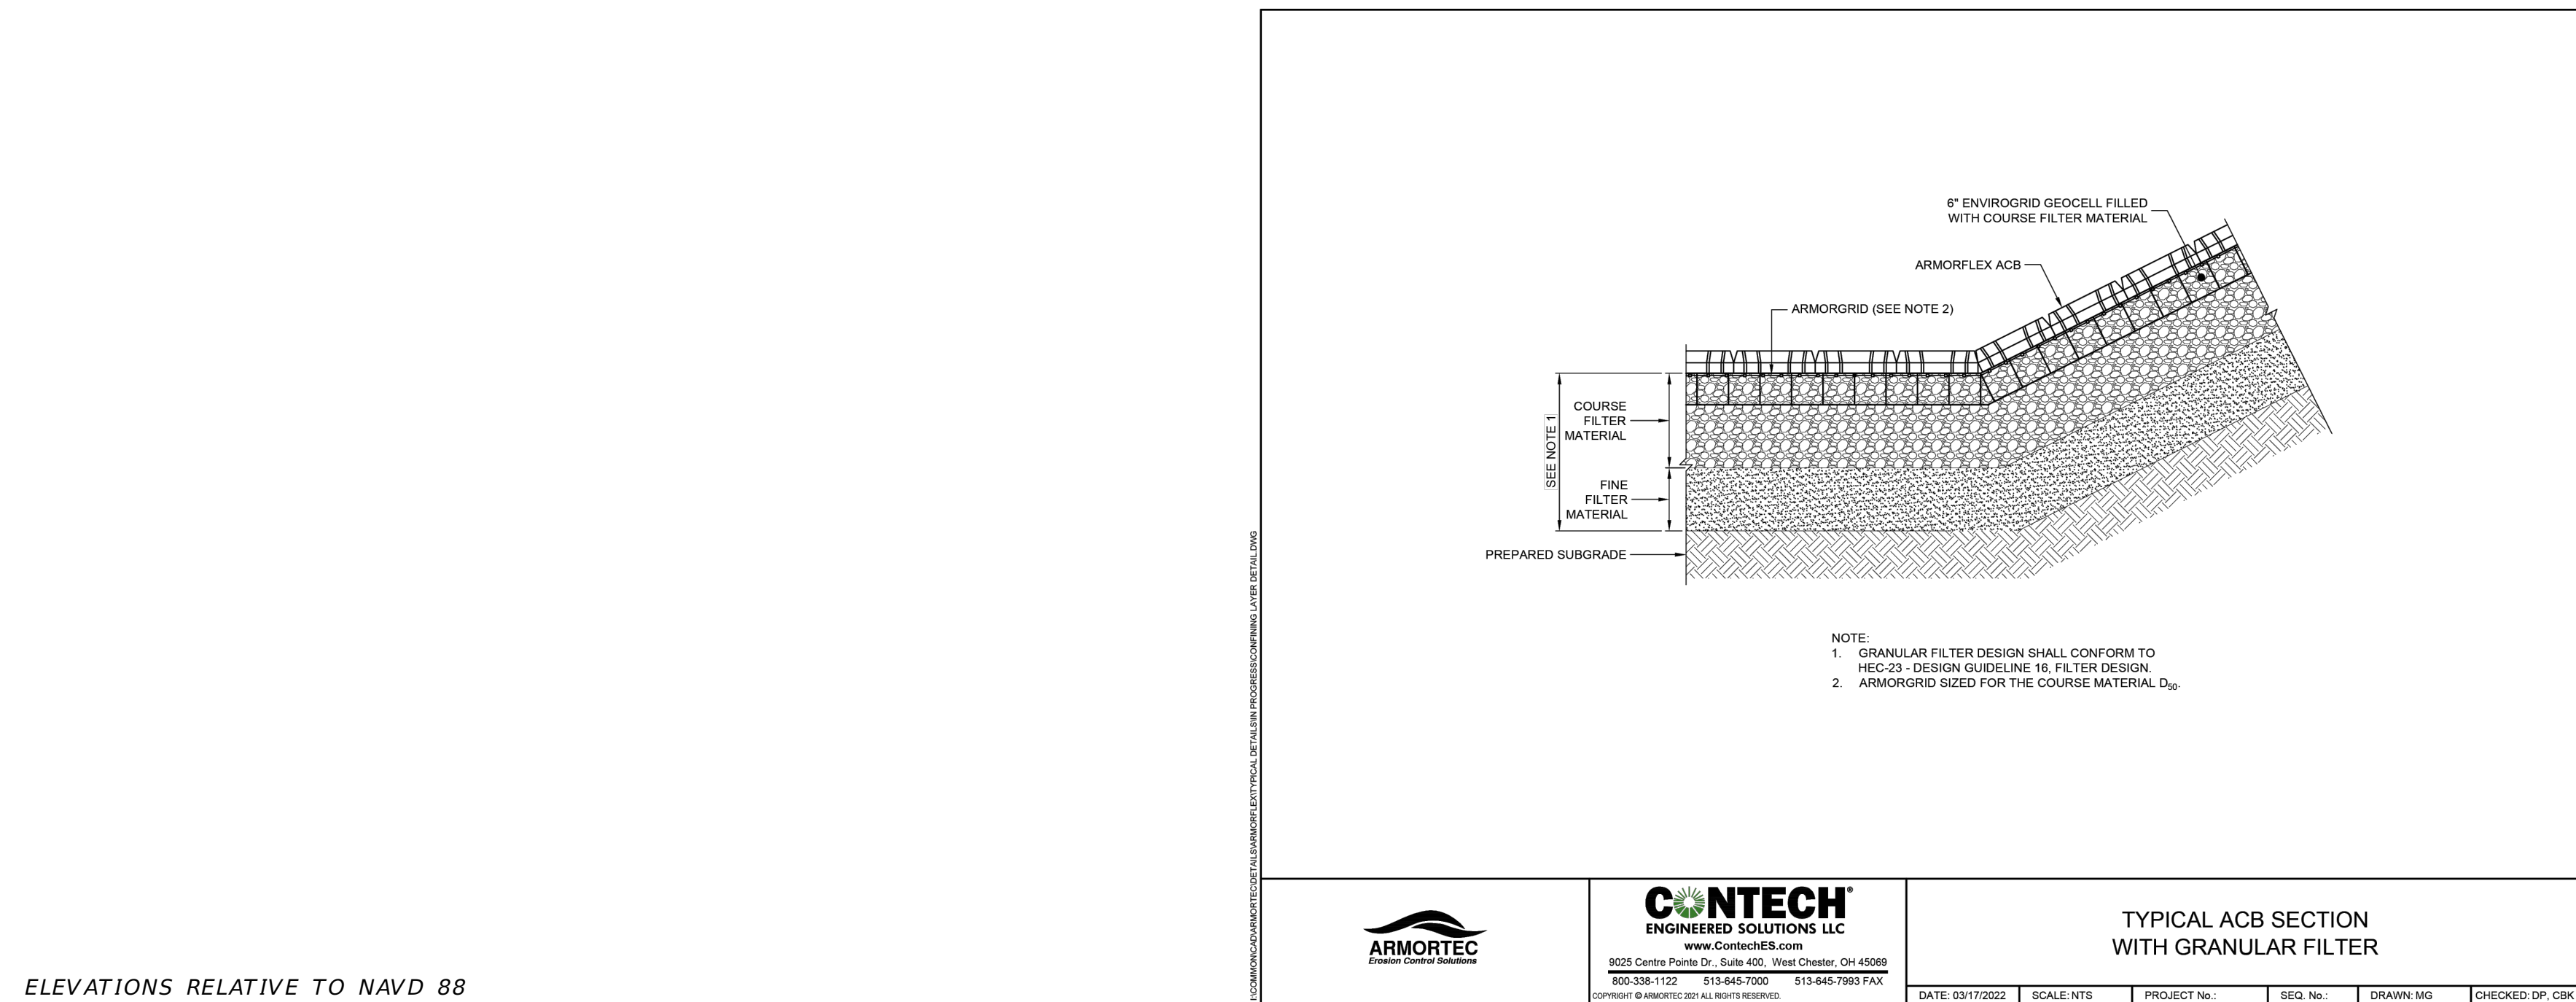 6" ENVIROGRID GEOCELL FILLED
WITH COURSE FILTER MATERIAL
ARMORFLEX ACB
ARMORGRID (SEE NOTE 2)
SEE NOTE 1
COURSE
FILTER
MATERIAL
FINE
FILTER
MATERIAL
PREPARED SUBGRADE
NOTE:
1. GRANULAR FILTER DESIGN SHALL CONFORM TO
HEC-23 - DESIGN GUIDELINE 16, FILTER DESIGN.
2. ARMORGRID SIZED FOR THE COURSE MATERIAL D50.
I:\COMMON\CAD\ARMORTEC\DETAILS\ARMORFLEX\TYPICAL DETAILS\IN PROGRESS\CONFINING LAYER DETAIL.DWG
ELEVATIONS RELATIVE TO NAVD 88
ARMORTEC
Erosion Control Solutions
CONTECH®
ENGINEERED SOLUTIONS LLC
www.ContechES.com
9025 Centre Pointe Dr., Suite 400, West Chester, OH 45069
800-338-1122 513-645-7000 513-645-7993 FAX
COPYRIGHT © ARMORTEC 2021 ALL RIGHTS RESERVED.
TYPICAL ACB SECTION
WITH GRANULAR FILTER
DATE: 03/17/2022 SCALE: NTS PROJECT No.: SEQ. No.: DRAWN: MG CHECKED: DP, CBK